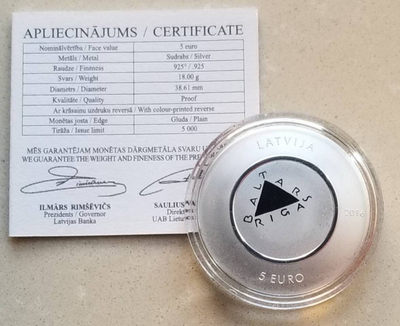 APLIECINĀJUMS / CERTIFICATE
Nominālvērtība / Face value 5 euro
Metāls / Metal Sudrabs / Silver
Raudze / Fineness 925° / .925
Svars / Weight 18.00 g
Diametrs / Diameter 38.61 mm
Kvalitāte / Quality Proof
Ar krāsainu uzdruku reversā / With colour-printed reverse
Monētas josta / Edge Gluda / Plain
Tirāža / Issue limit 5 000
MĒS GARANTĒJAM MONĒTAS DĀRGMETĀLA SVARU
WE GUARANTEE THE WEIGHT AND FINENESS OF THE
ILMĀRS RIMŠĒVIČS
Prezidents / Governor
Latvijas Banka
SAULIUS
UAB
LATVIJA
BALTARS
RIGA
5 EURO